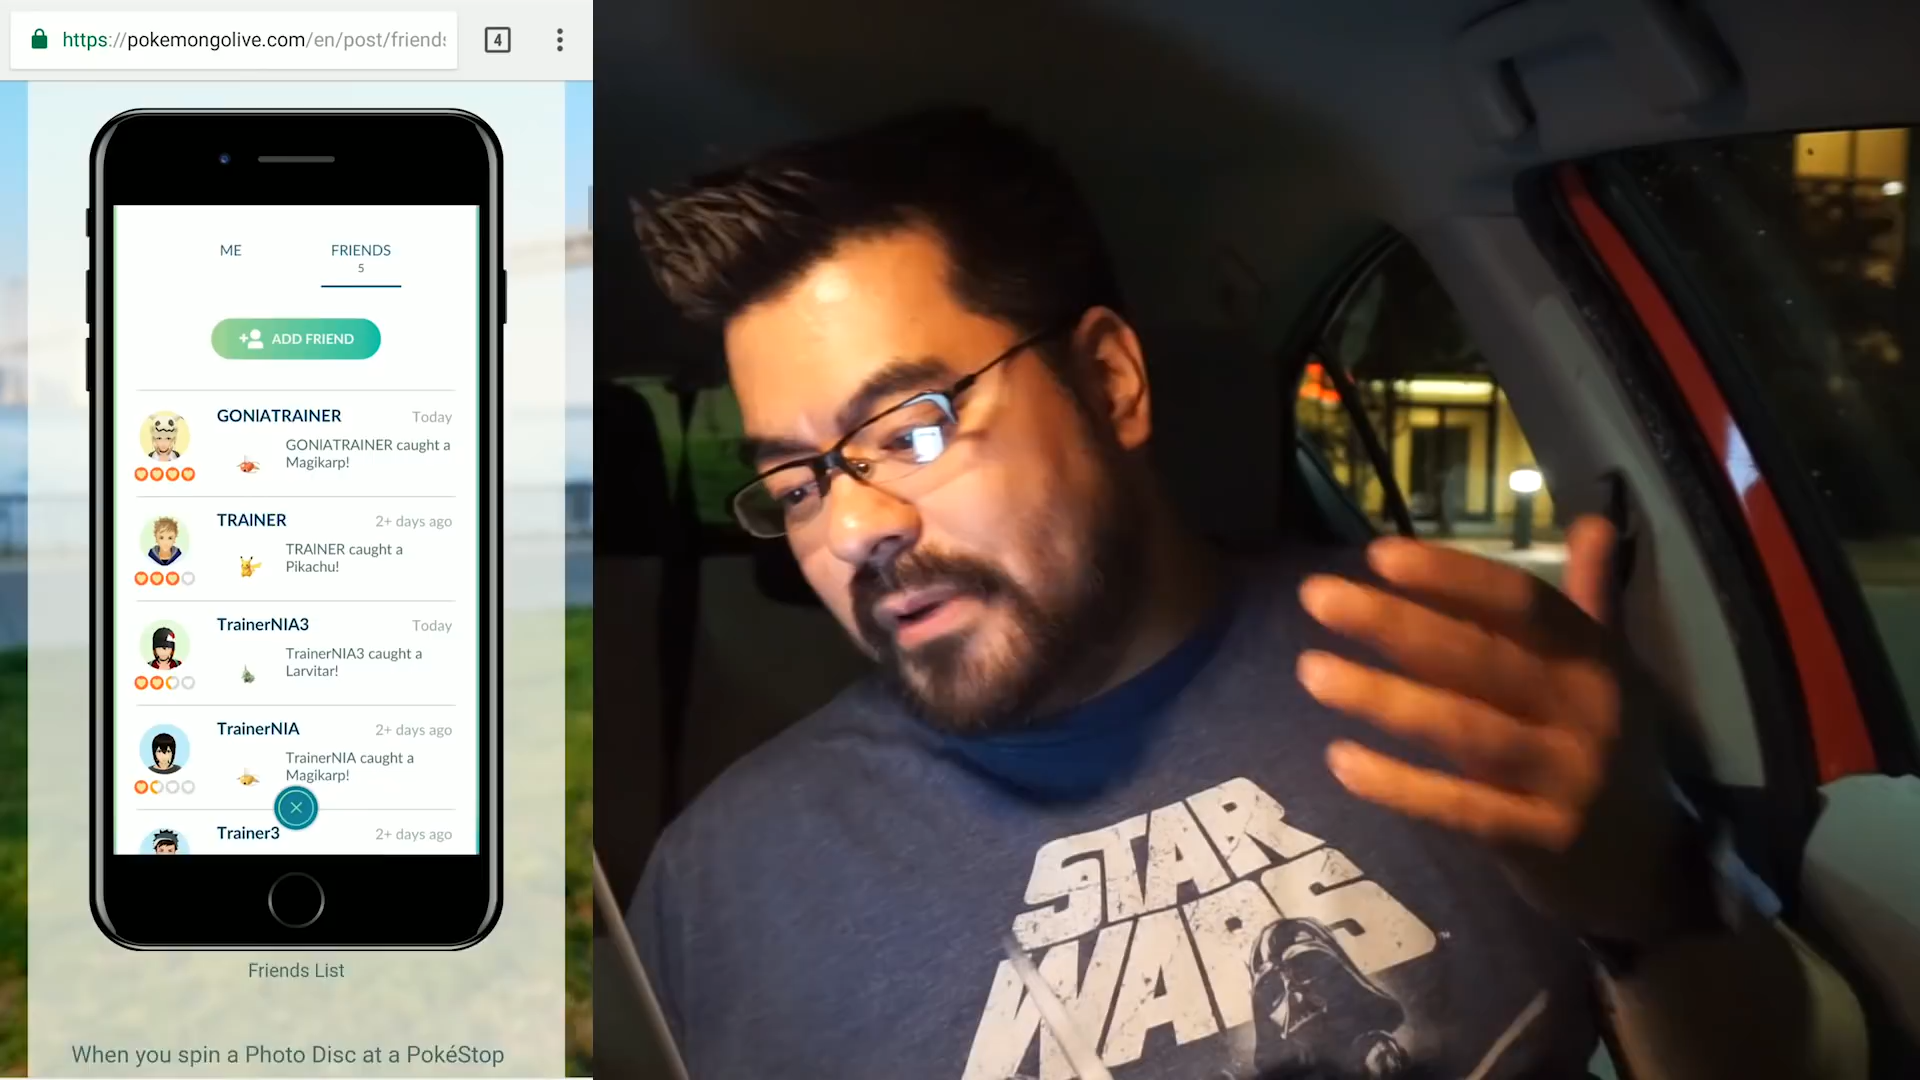 https://pokemongolive.com/en/post/friends
4
ME
FRIENDS
5
ADD FRIEND
GONIATRAINER
Today
GONIATRAINER caught a
Magikarp!
TRAINER
2+ days ago
TRAINER caught a
Pikachu!
TrainerNIA3
Today
TrainerNIA3 caught a
Larvitar!
TrainerNIA
2+ days ago
TrainerNIA caught a
Magikarp!
Trainer3
2+ days ago
Friends List
When you spin a Photo Disc at a PokéStop
STAR
WARS